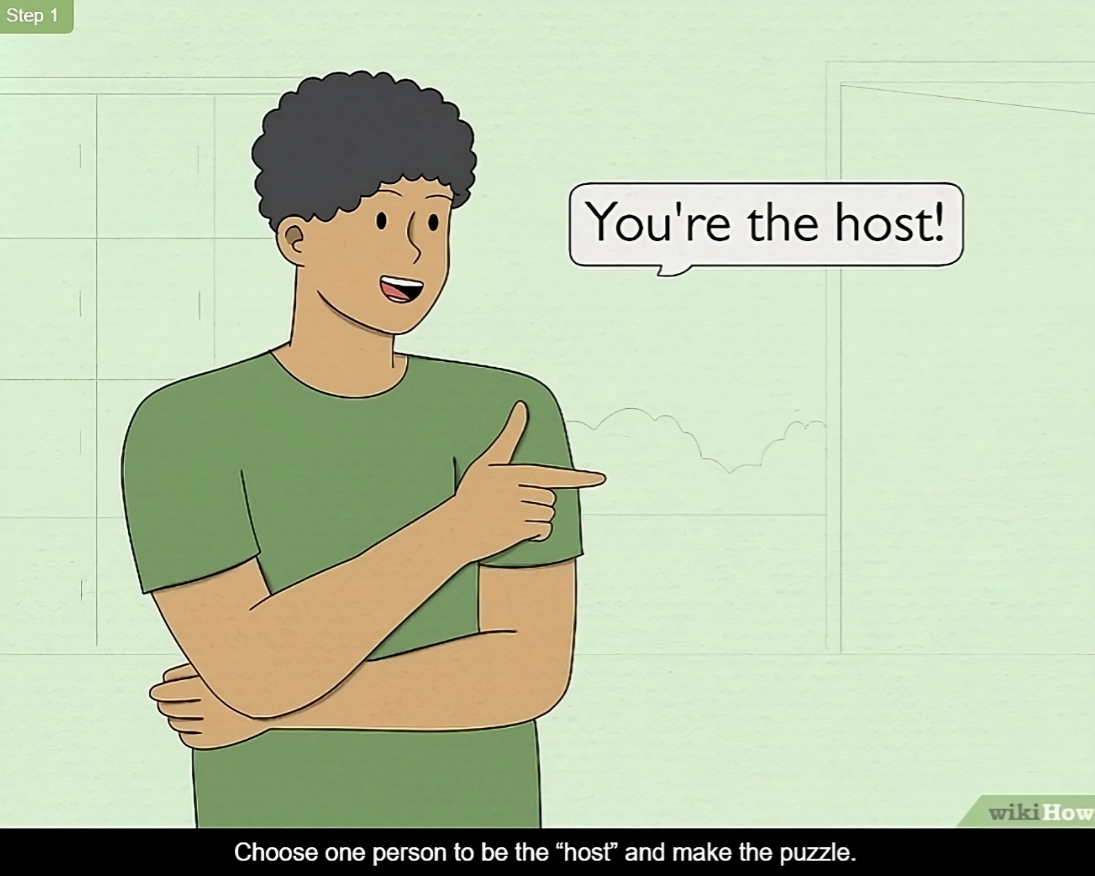 Step 1
You're the host!
wikiHow
Choose one person to be the “host” and make the puzzle.